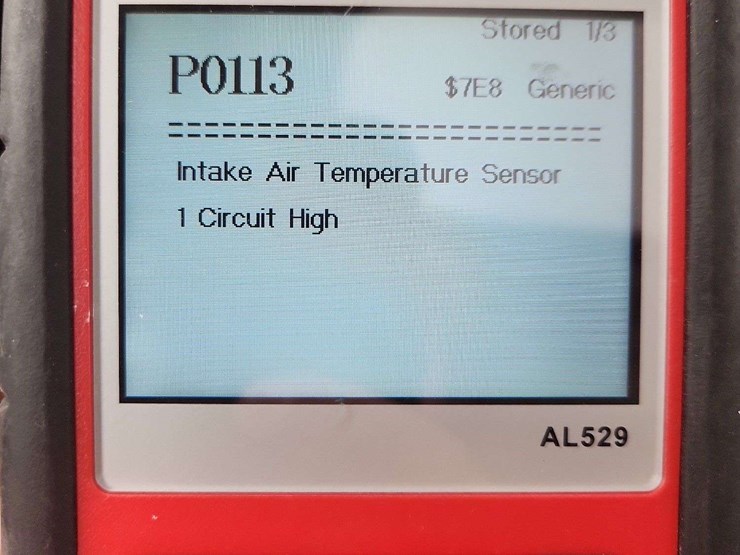 Stored 1/3
P0113 $7E8 Generic
==========================
Intake Air Temperature Sensor
1 Circuit High
AL529